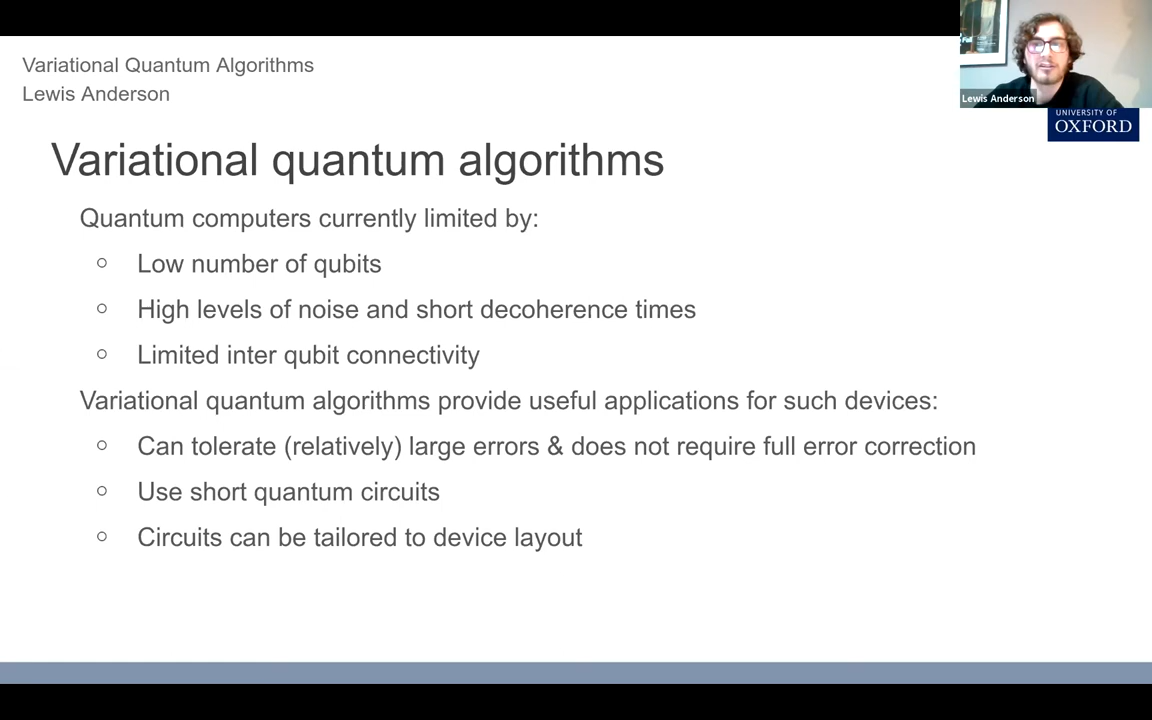 Variational Quantum Algorithms
Lewis Anderson
Lewis Anderson
UNIVERSITY OF
OXFORD
Variational quantum algorithms
Quantum computers currently limited by:
Low number of qubits
High levels of noise and short decoherence times
Limited inter qubit connectivity
Variational quantum algorithms provide useful applications for such devices:
Can tolerate (relatively) large errors & does not require full error correction
Use short quantum circuits
Circuits can be tailored to device layout